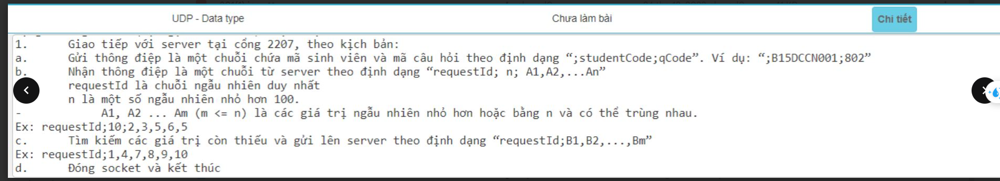 UDP - Data type Chưa làm bài Chi tiết
1. Giao tiếp với server tại cổng 2207, theo kịch bản:
a. Gửi thông điệp là một chuỗi chứa mã sinh viên và mã câu hỏi theo định dạng “;studentCode;qCode”. Ví dụ: “;B15DCCN001;802”
b. Nhận thông điệp là một chuỗi từ server theo định dạng “requestId; n; A1,A2,...An”
requestId là chuỗi ngẫu nhiên duy nhất
n là một số ngẫu nhiên nhỏ hơn 100.
- A1, A2 ... Am (m <= n) là các giá trị ngẫu nhiên nhỏ hơn hoặc bằng n và có thể trùng nhau.
Ex: requestId;10;2,3,5,6,5
c. Tìm kiếm các giá trị còn thiếu và gửi lên server theo định dạng “requestId;B1,B2,...,Bm”
Ex: requestId;1,4,7,8,9,10
d. Đóng socket và kết thúc